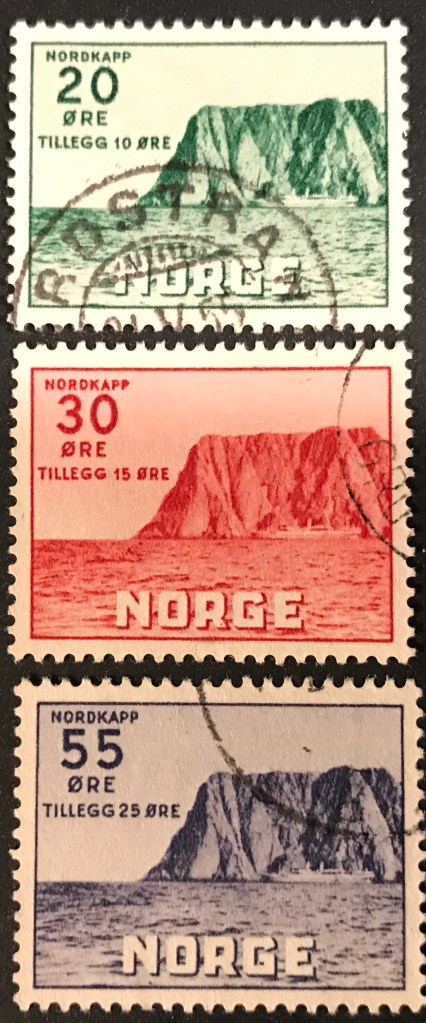 NORDKAPP
20
ØRE
TILLEGG 10 ØRE
NORGE
NORDKAPP
30
ØRE
TILLEGG 15 ØRE
NORGE
NORDKAPP
55
ØRE
TILLEGG 25 ØRE
NORGE